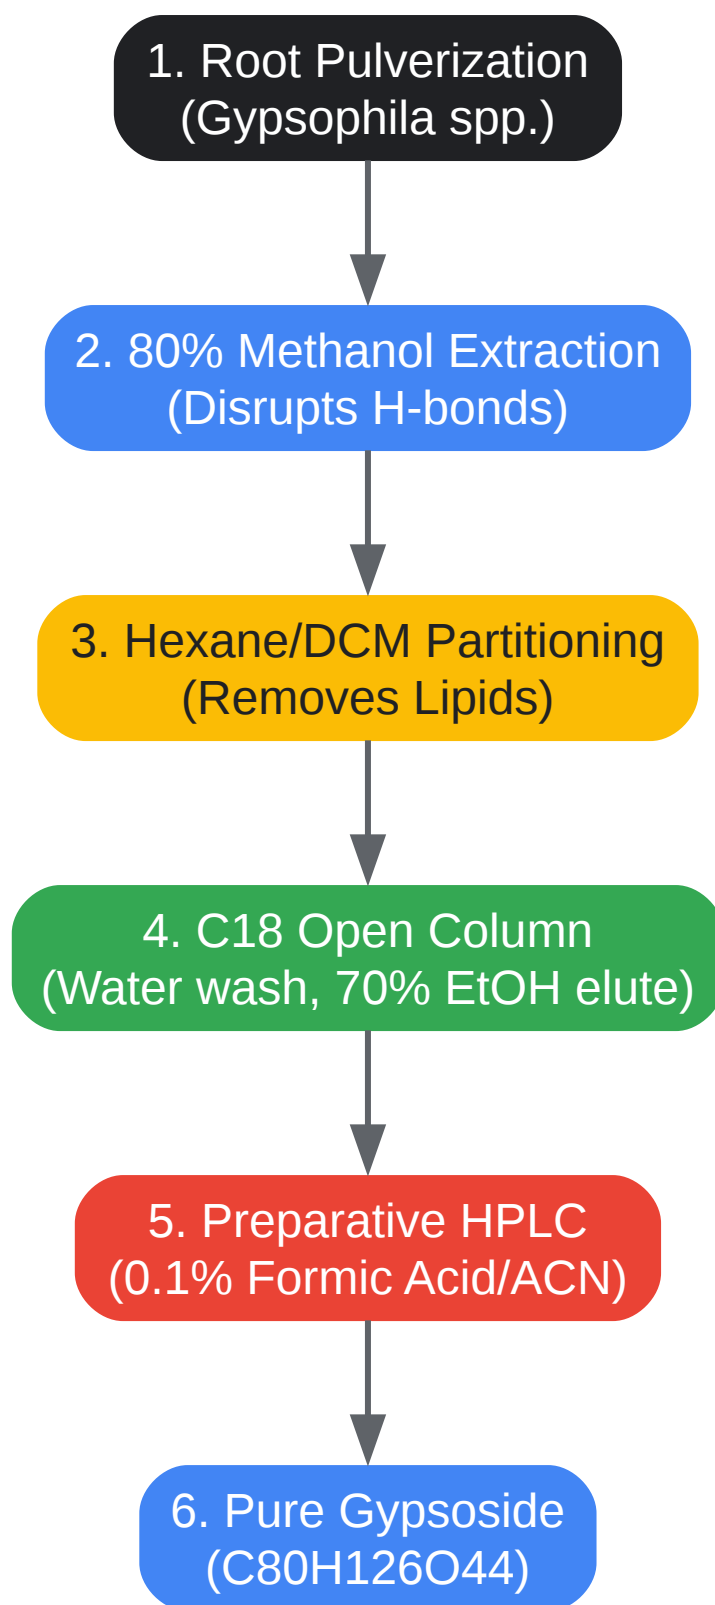 1. Root Pulverization
(Gypsophila spp.)
2. 80% Methanol Extraction
(Disrupts H-bonds)
3. Hexane/DCM Partitioning
(Removes Lipids)
4. C18 Open Column
(Water wash, 70% EtOH elute)
5. Preparative HPLC
(0.1% Formic Acid/ACN)
6. Pure Gypsoside
(C80H126O44)